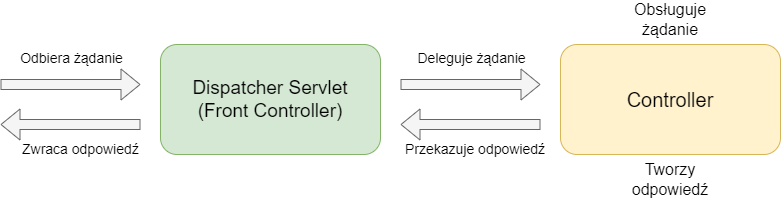 Odbiera żądanie
Zwraca odpowiedź
Dispatcher Servlet
(Front Controller)
Deleguje żądanie
Przekazuje odpowiedź
Obsługuje
żądanie
Controller
Tworzy
odpowiedź